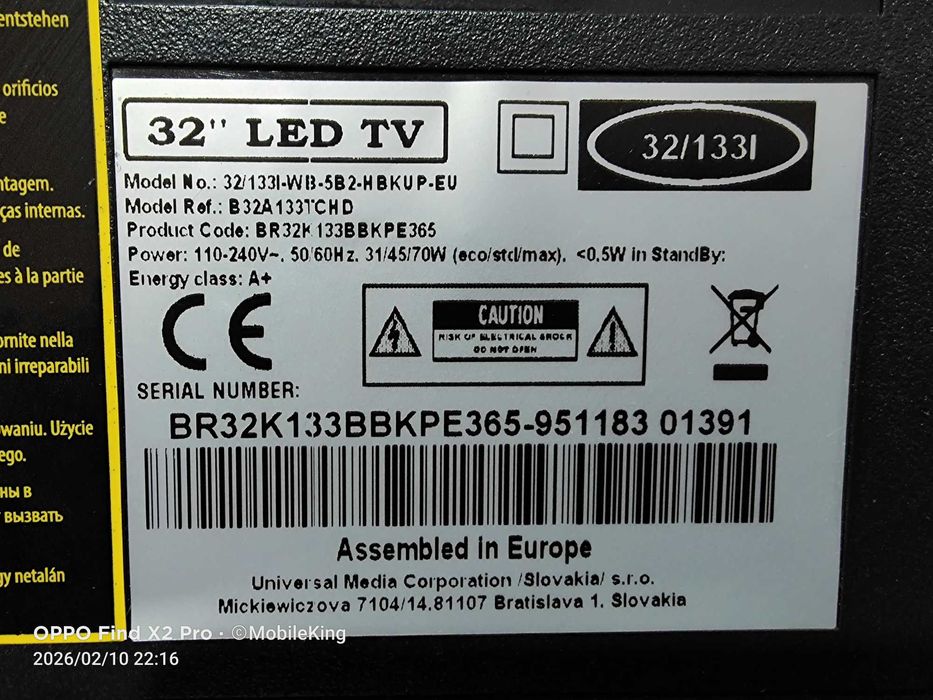 entstehen
orificios
e
ntagem.
ças internas.
de
es à la partie
ornite nella
ni irreparabili
waniu. Użycie
ego.
ны в
вызвать
gy netalán
32" LED TV
32/133I
Model No.: 32/133I-WB-5B2-HBKUP-EU
Model Ref.: B32A133TCHD
Product Code: BR32K133BBKPE365
Power: 110-240V~, 50/60Hz, 31/45/70W (eco/std/max), <0.5W in StandBy:
Energy class: A+
CE
CAUTION
RISK OF ELECTRICAL SHOCK
DO NOT OPEN
SERIAL NUMBER:
BR32K133BBKPE365-951183 01391
Assembled in Europe
Universal Media Corporation /Slovakia/ s.r.o.
Mickiewiczova 7104/14.81107 Bratislava 1. Slovakia
OPPO Find X2 Pro · ©MobileKing
2026/02/10 22:16